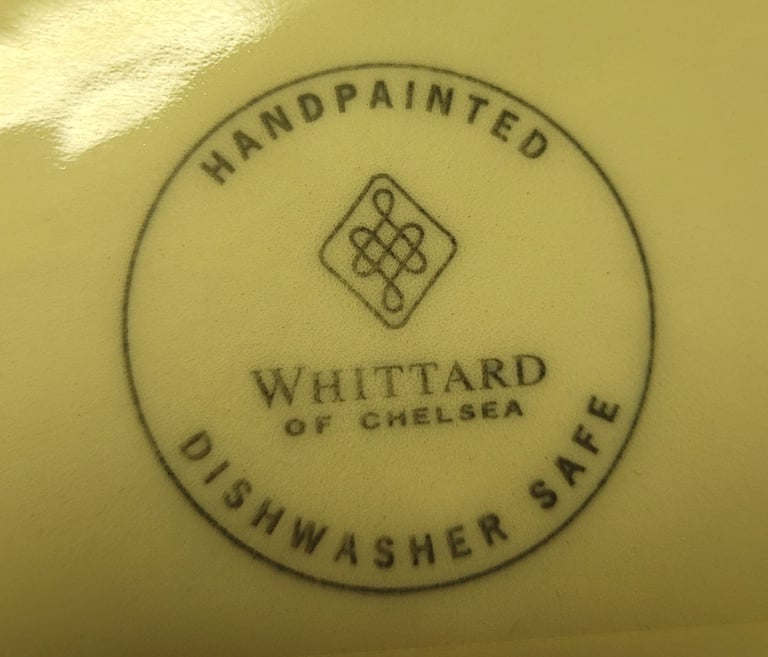 HANDPAINTED
WHITTARD
OF CHELSEA
DISHWASHER SAFE